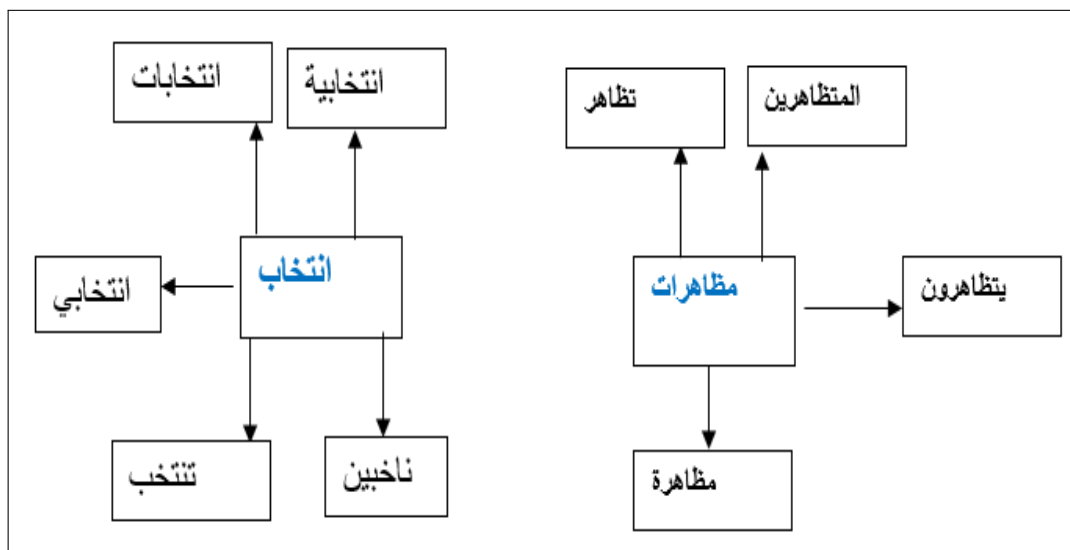 انتخابات
انتخابية
انتخاب
انتخابي
تنتخب
ناخبين
تظاهر
المتظاهرين
مظاهرات
يتظاهرون
مظاهرة